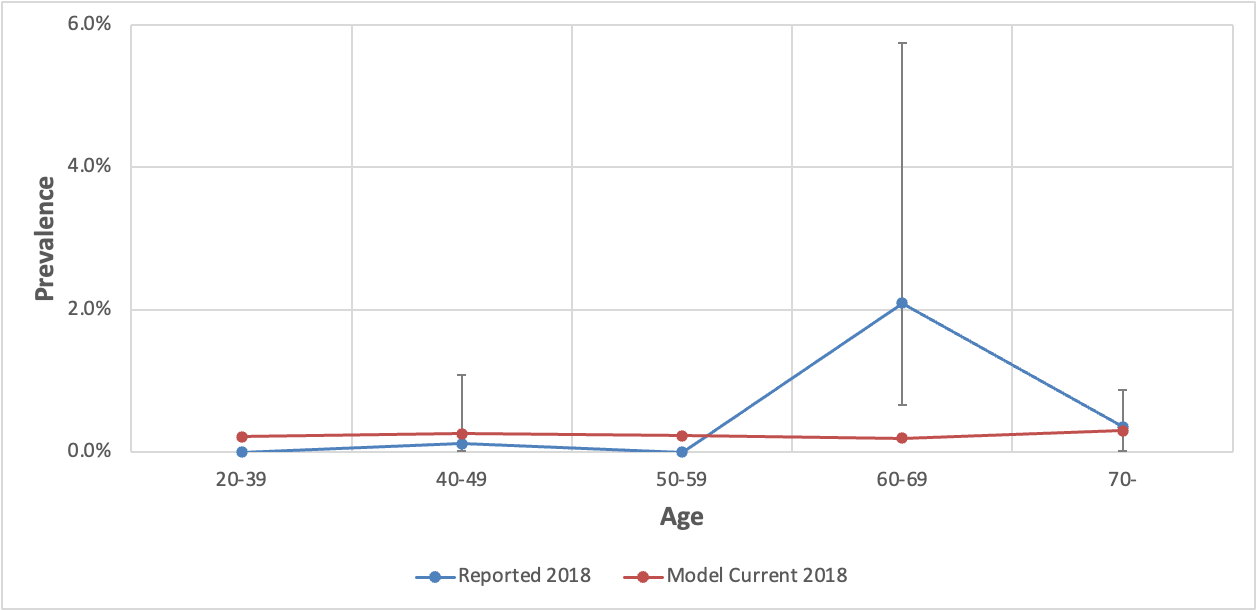 6.0%
4.0%
2.0%
0.0%
Prevalence
20-39 40-49 50-59 60-69 70-
Age
Reported 2018 Model Current 2018